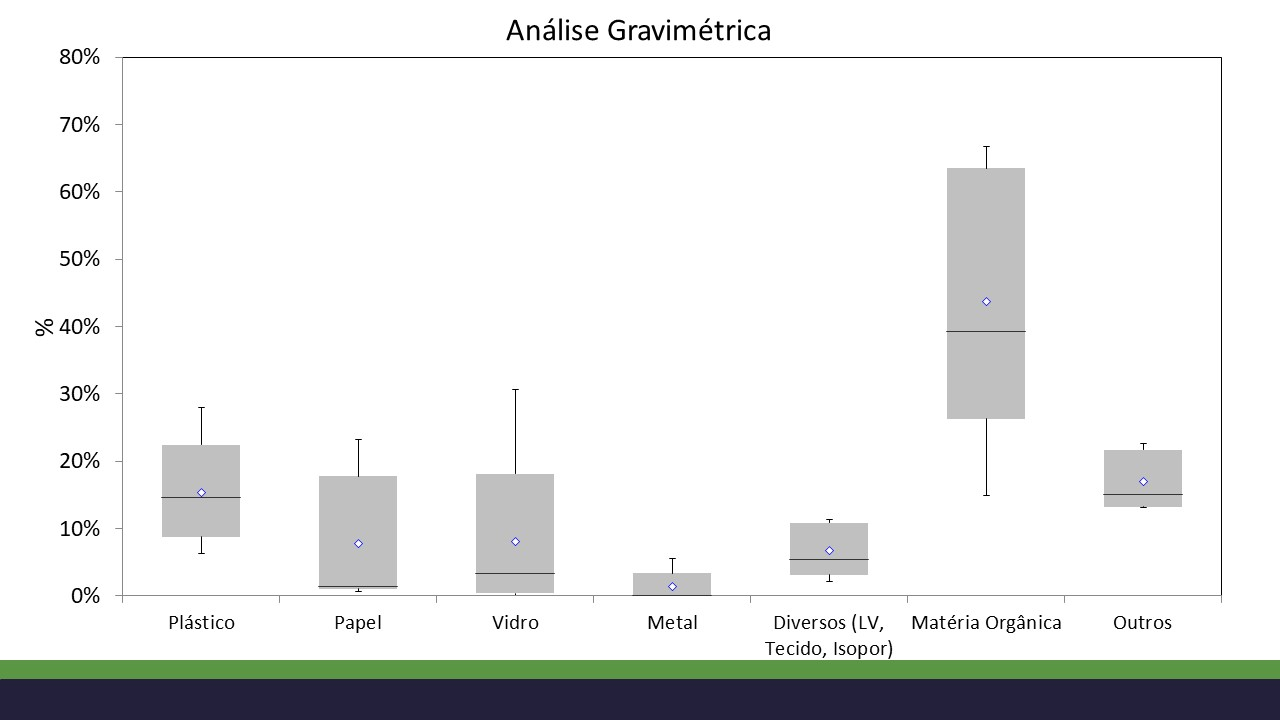 Análise Gravimétrica
80%
70%
60%
50%
40%
30%
20%
10%
0%
%
Plástico
Papel
Vidro
Metal
Diversos (LV,
Tecido, Isopor)
Matéria Orgânica
Outros